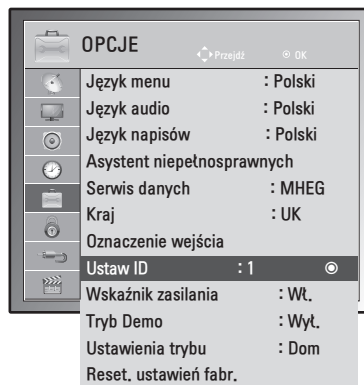 OPCJE
Przejdź OK
Język menu : Polski
Język audio : Polski
Język napisów : Polski
Asystent niepełnosprawnych
Serwis danych : MHEG
Kraj : UK
Oznaczenie wejścia
Ustaw ID : 1
Wskaźnik zasilania : Wł.
Tryb Demo : Wył.
Ustawienia trybu : Dom
Reset. ustawień fabr.